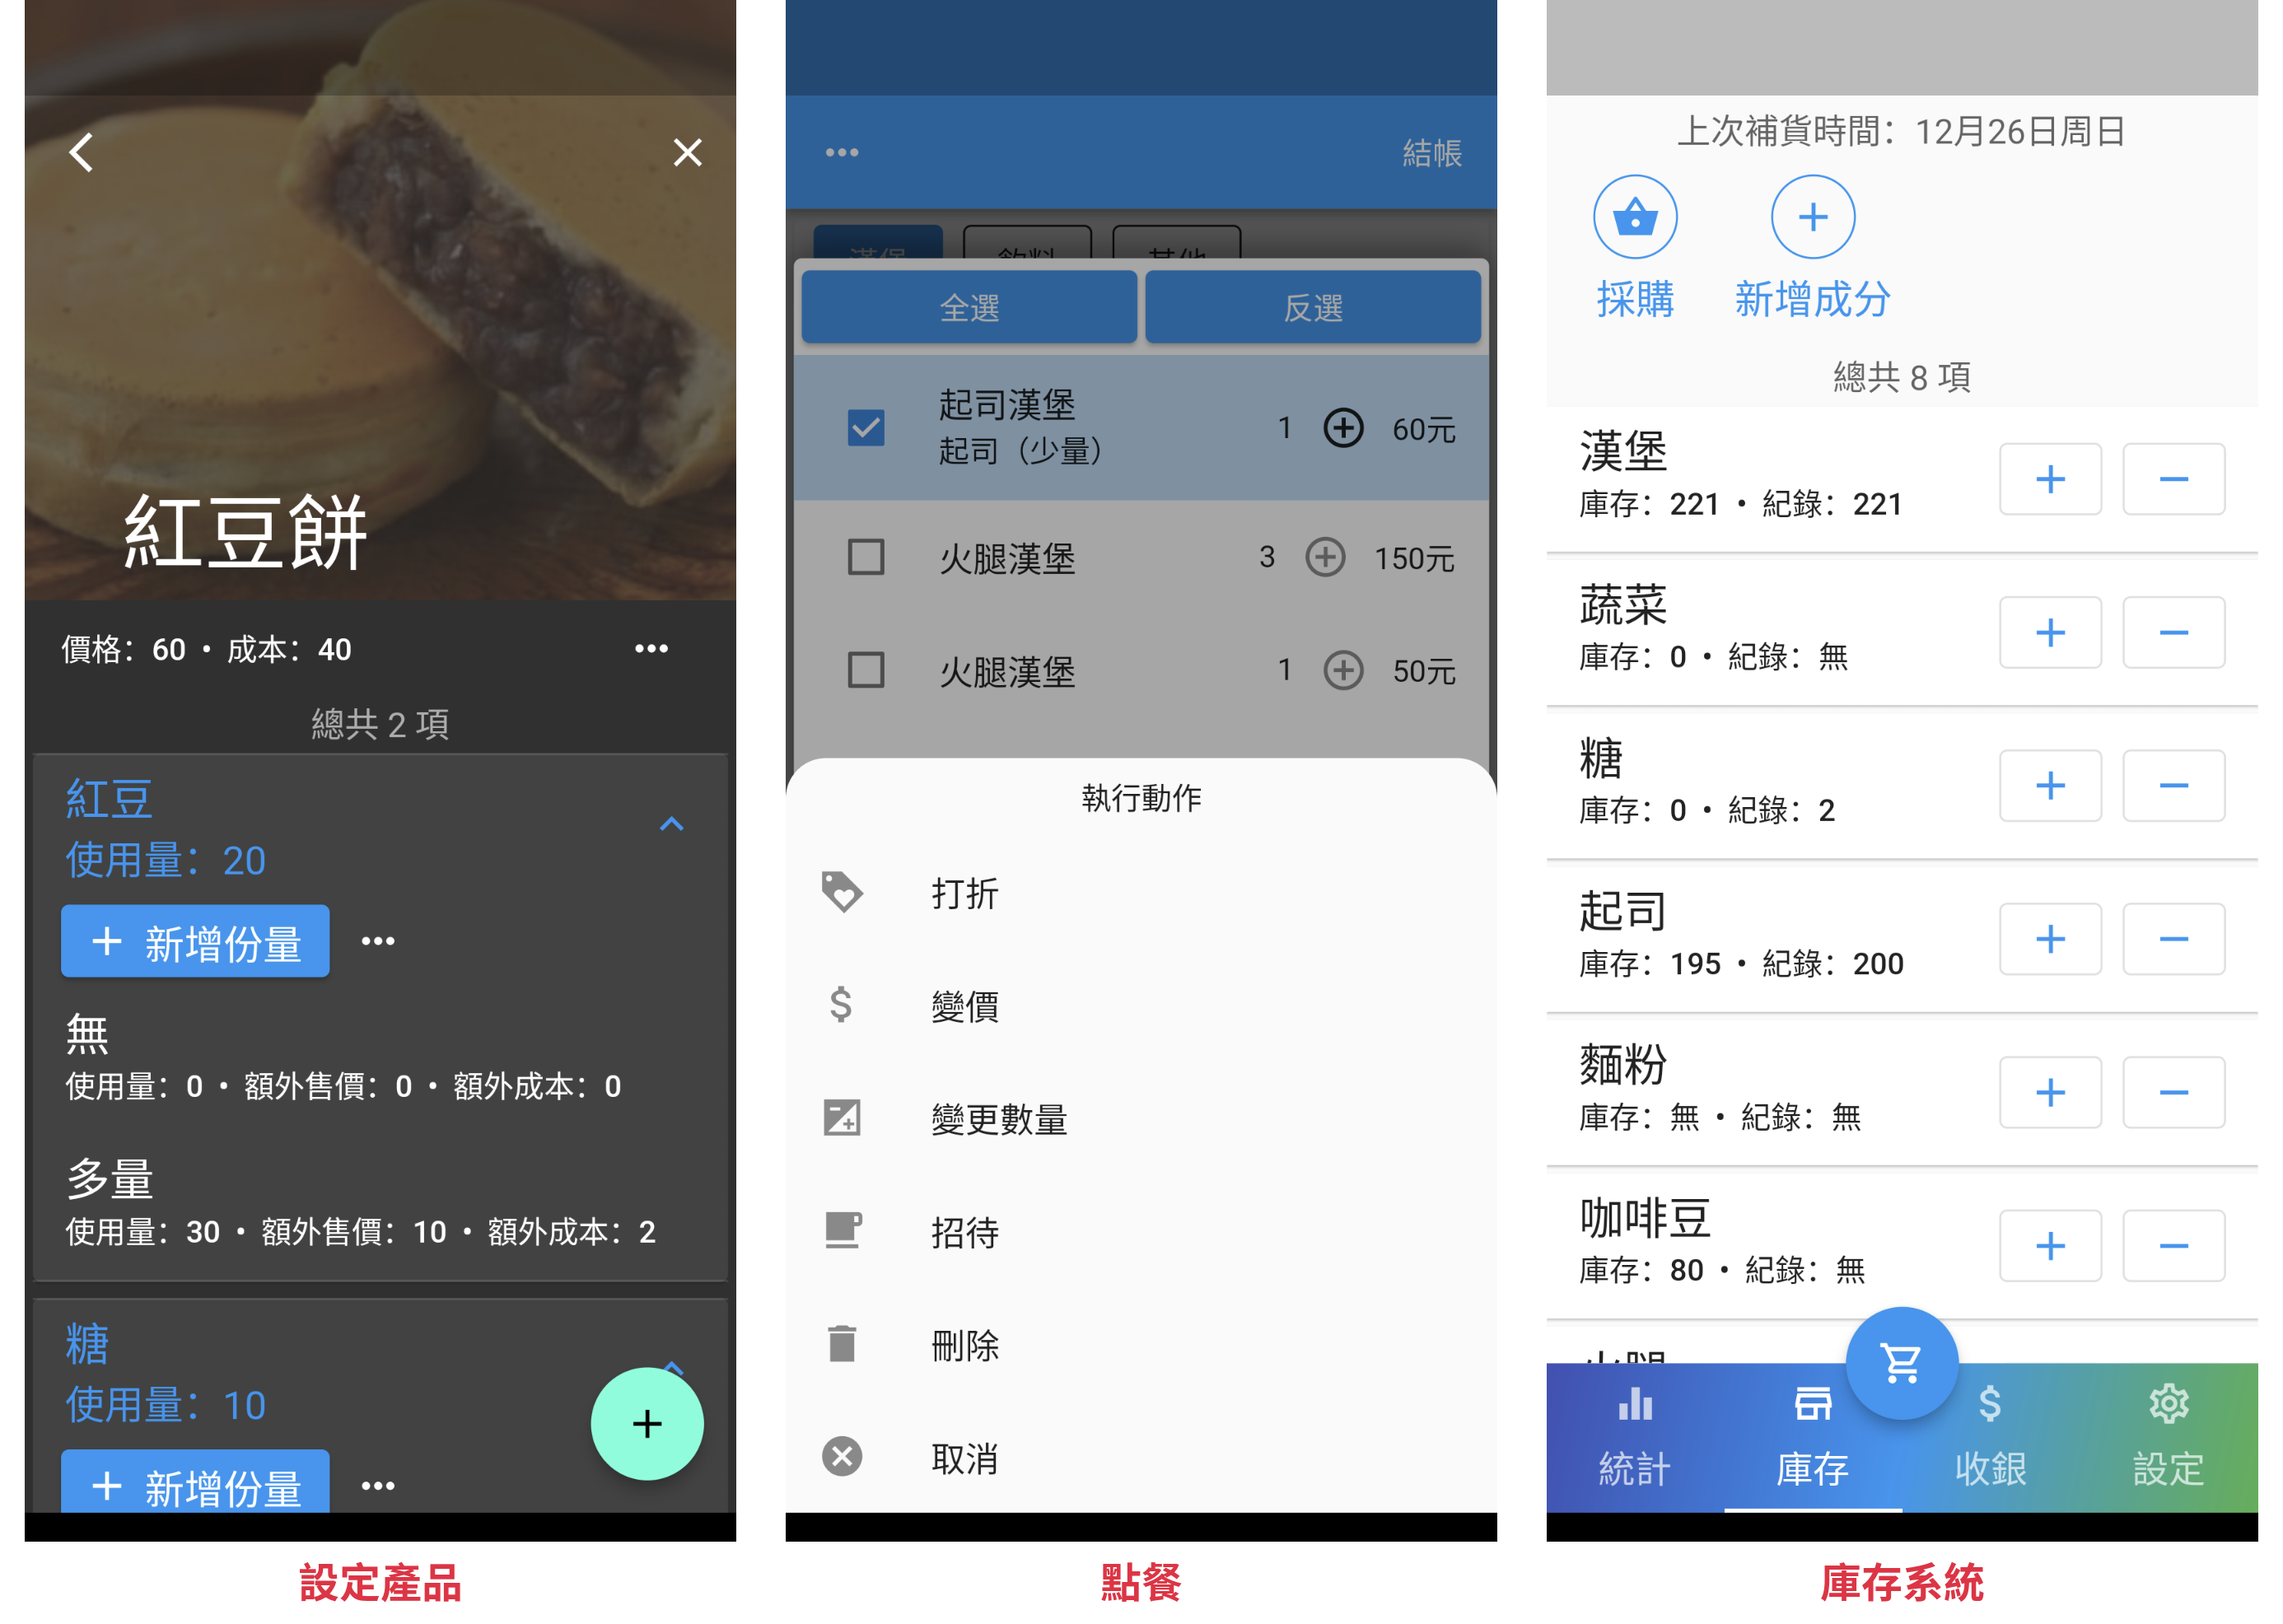 紅豆餅
價格：60 • 成本：40
總共 2 項
紅豆
使用量：20
新增份量
無
使用量：0 • 額外售價：0 • 額外成本：0
多量
使用量：30 • 額外售價：10 • 額外成本：2
糖
使用量：10
新增份量
設定產品
結帳
漢堡 飲料 其他
全選 反選
起司漢堡 1 60元
起司（少量）
火腿漢堡 3 150元
火腿漢堡 1 50元
執行動作
打折
變價
變更數量
招待
刪除
取消
點餐
上次補貨時間：12月26日周日
採購 新增成分
總共 8 項
漢堡
庫存：221 • 紀錄：221
蔬菜
庫存：0 • 紀錄：無
糖
庫存：0 • 紀錄：2
起司
庫存：195 • 紀錄：200
麵粉
庫存：無 • 紀錄：無
咖啡豆
庫存：80 • 紀錄：無
火腿
統計 庫存 收銀 設定
庫存系統